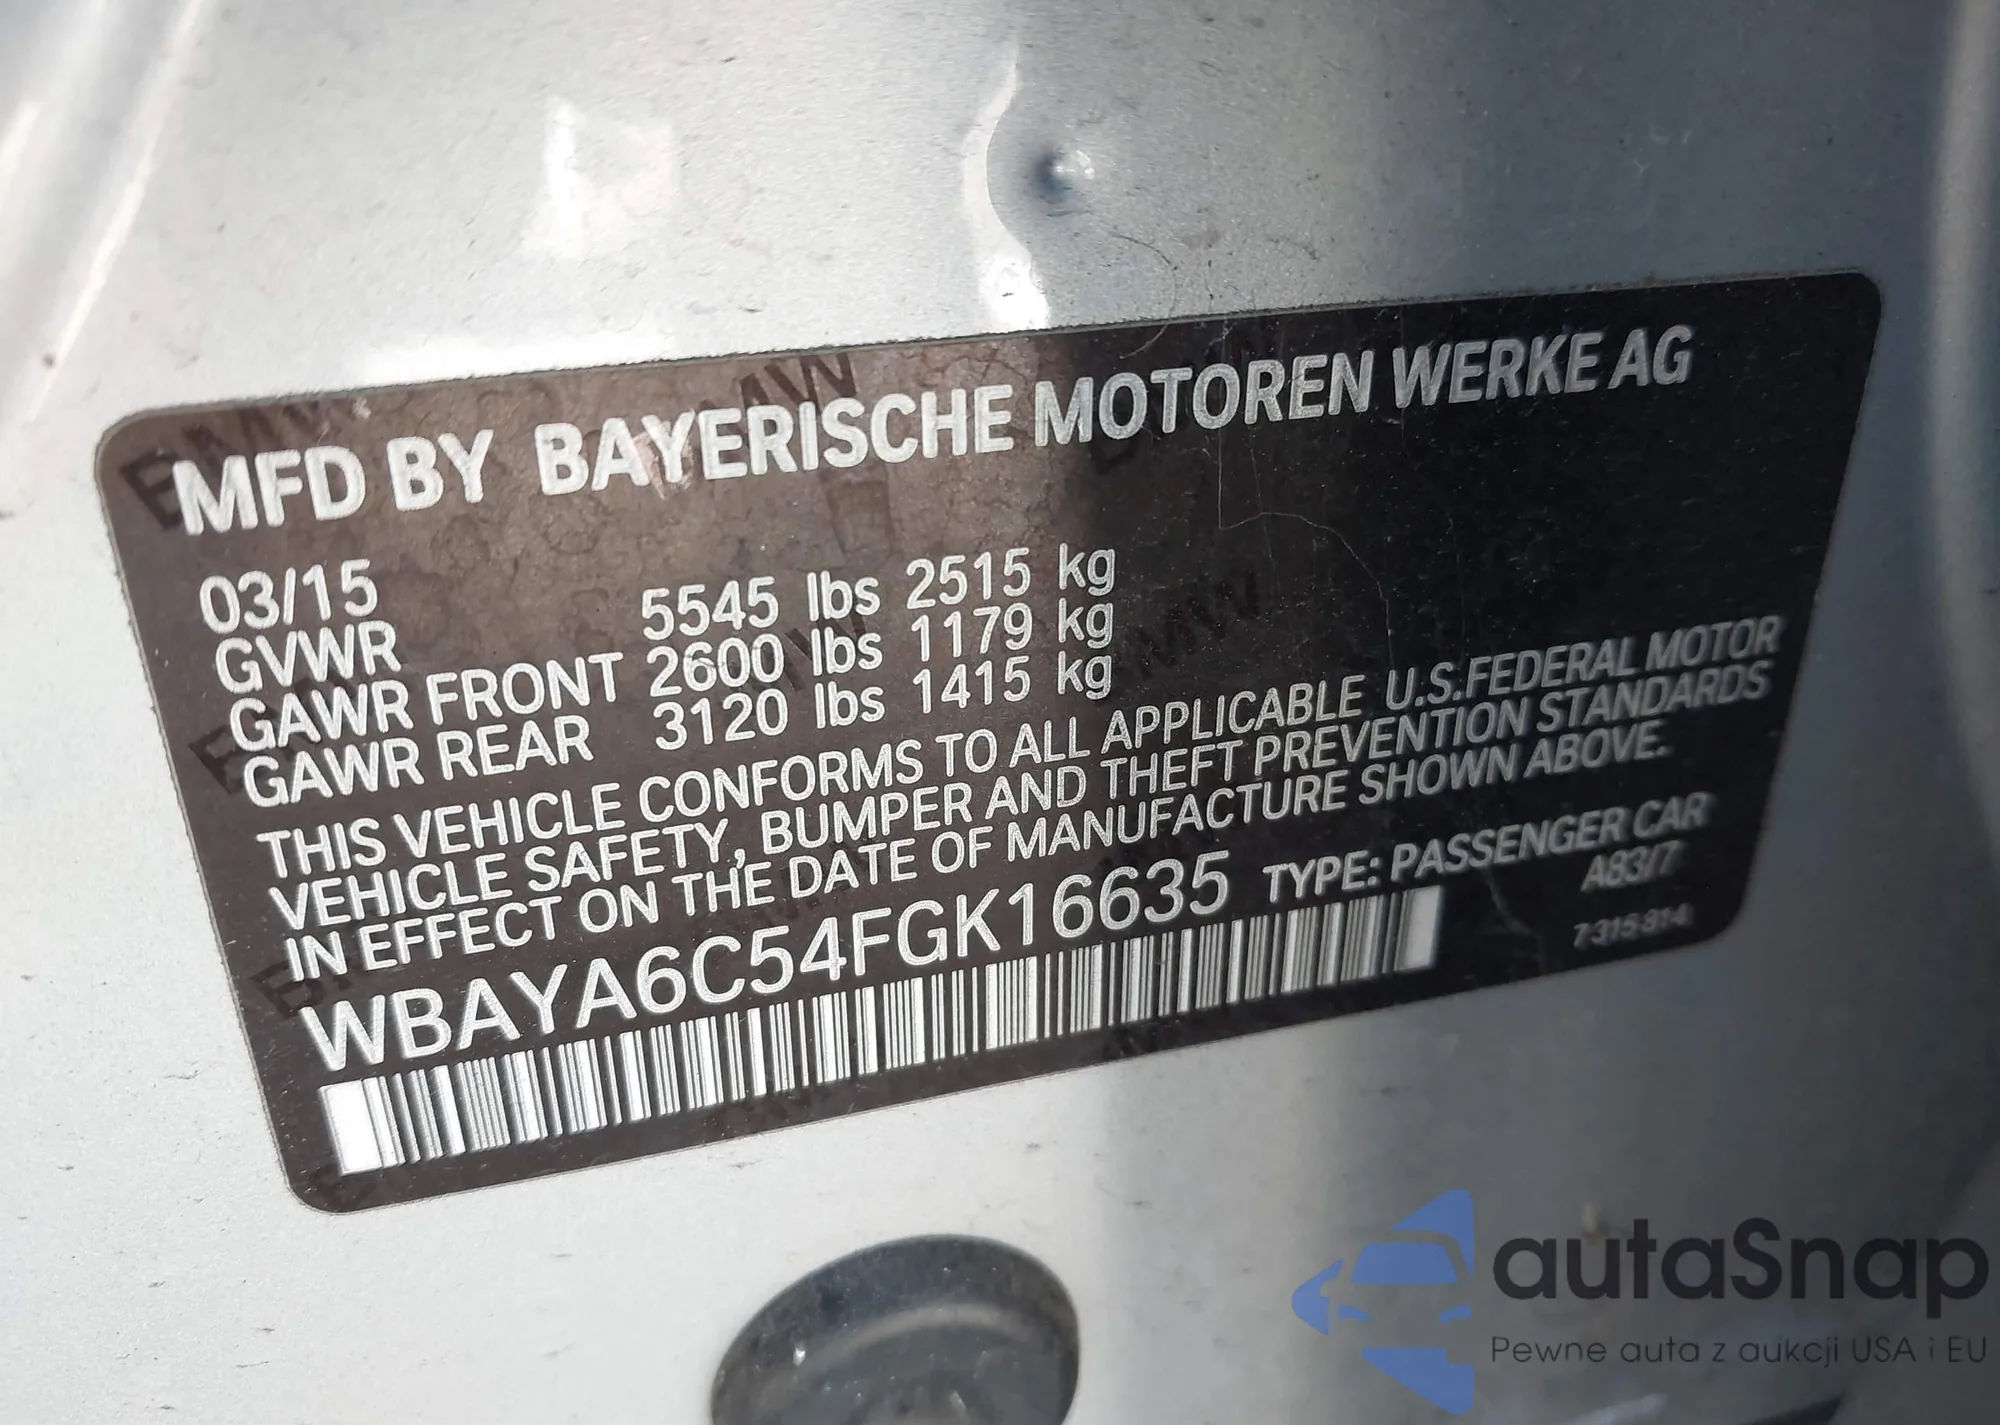 MFD BY BAYERISCHE MOTOREN WERKE AG
03/15
GVWR 5545 lbs 2515 kg
GAWR FRONT 2600 lbs 1179 kg
GAWR REAR 3120 lbs 1415 kg
THIS VEHICLE CONFORMS TO ALL APPLICABLE U.S.FEDERAL MOTOR
VEHICLE SAFETY, BUMPER AND THEFT PREVENTION STANDARDS
IN EFFECT ON THE DATE OF MANUFACTURE SHOWN ABOVE.
WBAYA6C54FGK16635 TYPE: PASSENGER CAR
A83/7
7 315 814
autaSnap
Pewne auta z aukcji USA i EU